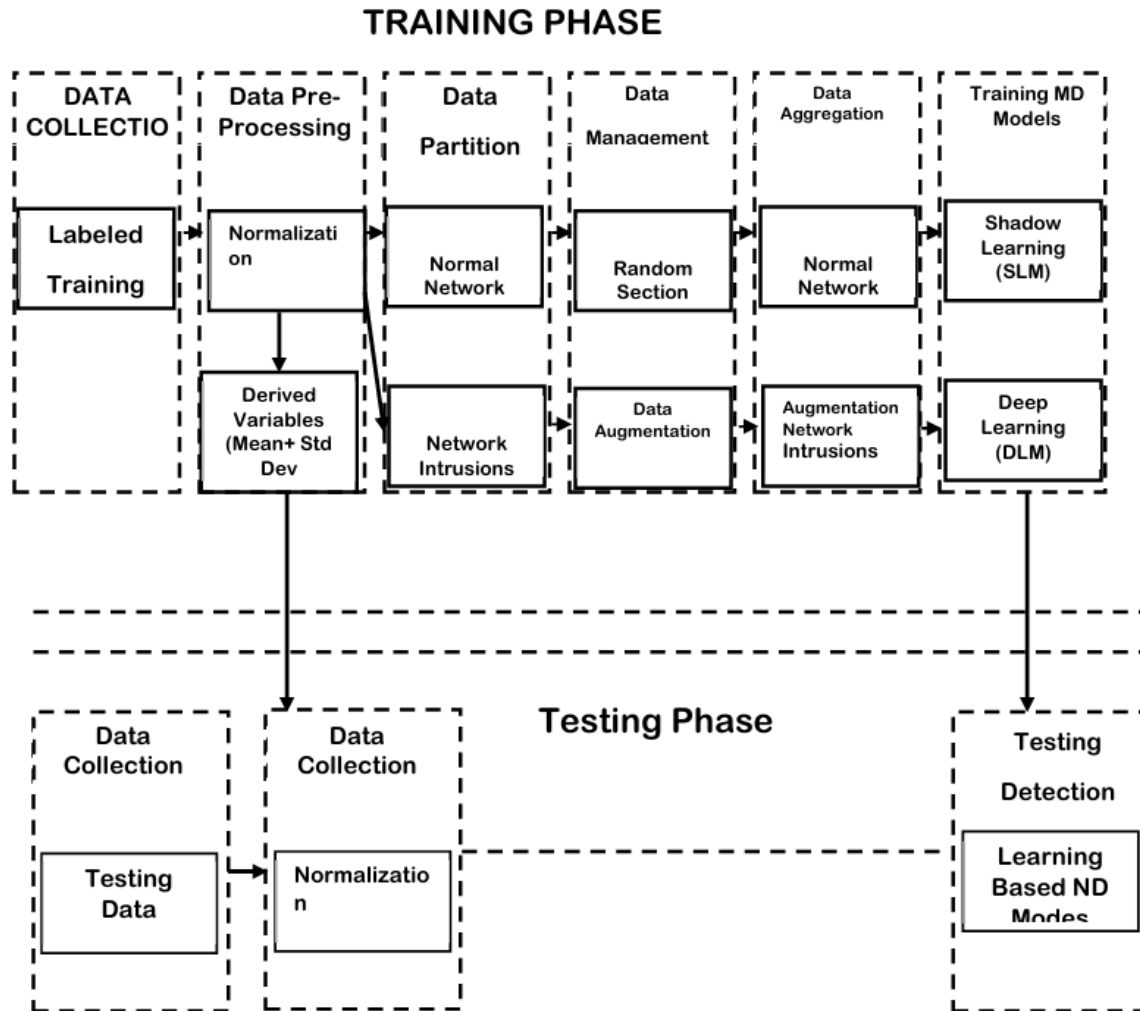 TRAINING PHASE
DATA
COLLECTIO
Labeled
Training
Data Pre-
Processing
Normalizati
on
Derived
Variables
(Mean+ Std
Dev
Data
Partition
Normal
Network
Network
Intrusions
Data
Management
Random
Section
Data
Augmentation
Data
Aggregation
Normal
Network
Augmentation
Network
Intrusions
Training MD
Models
Shadow
Learning
(SLM)
Deep
Learning
(DLM)
Testing Phase
Data
Collection
Testing
Data
Data
Collection
Normalizatio
n
Testing
Detection
Learning
Based ND
Modes